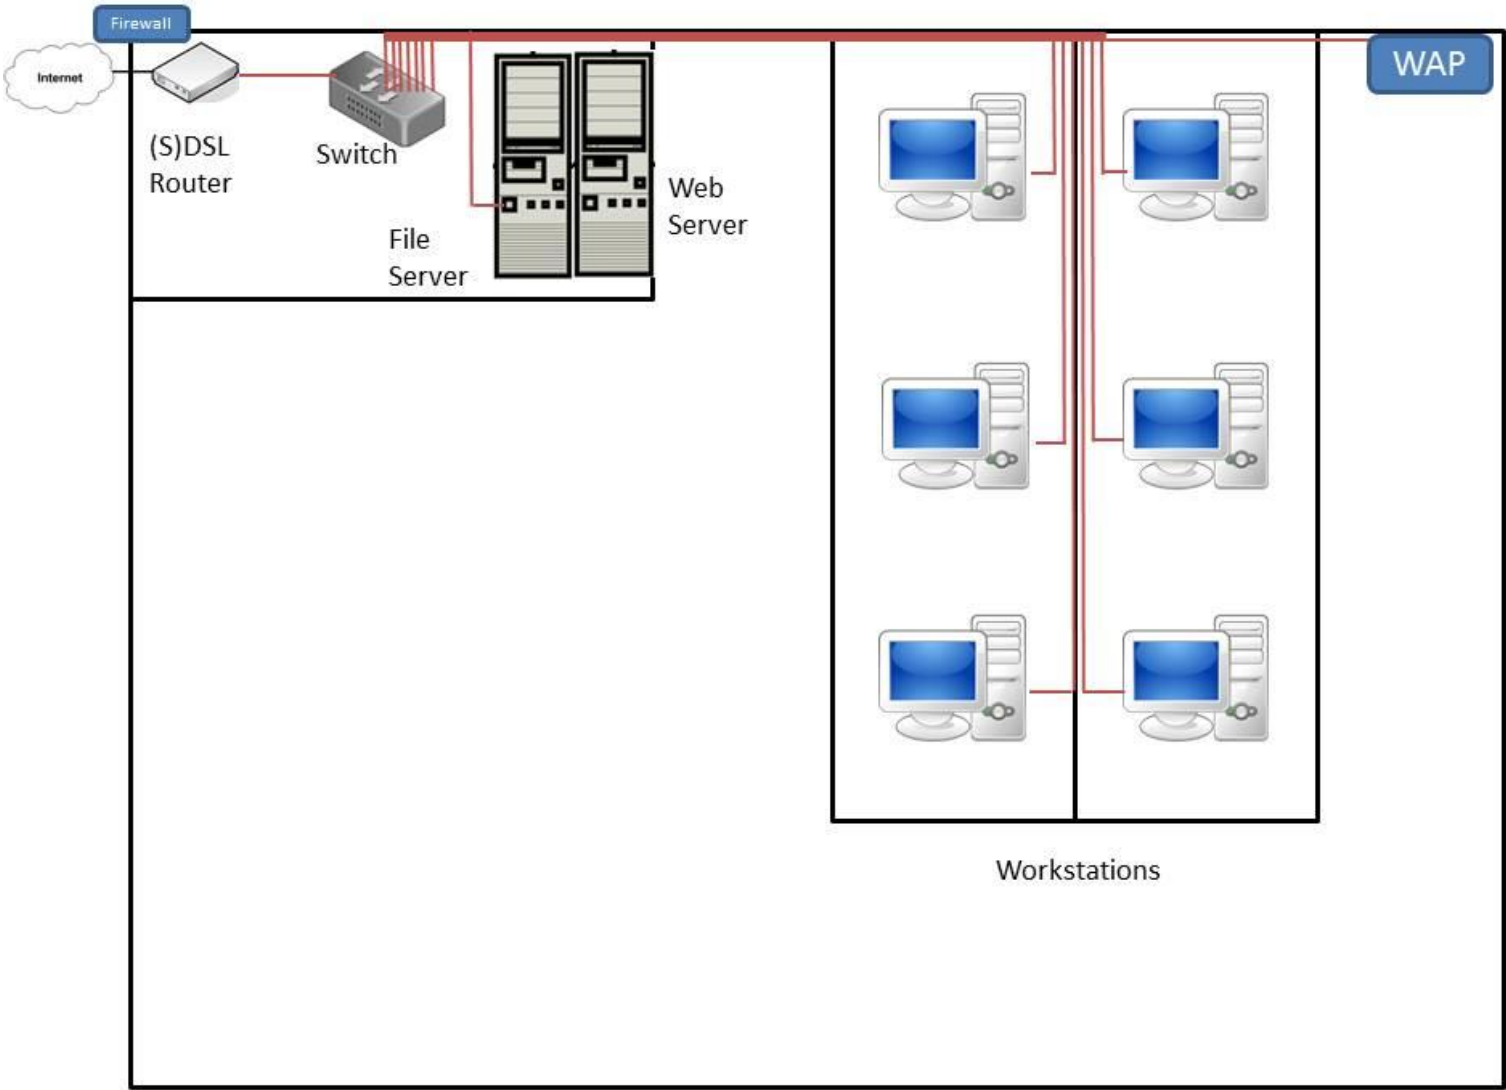 Firewall
Internet
(S)DSL
Router
Switch
File
Server
Web
Server
WAP
Workstations